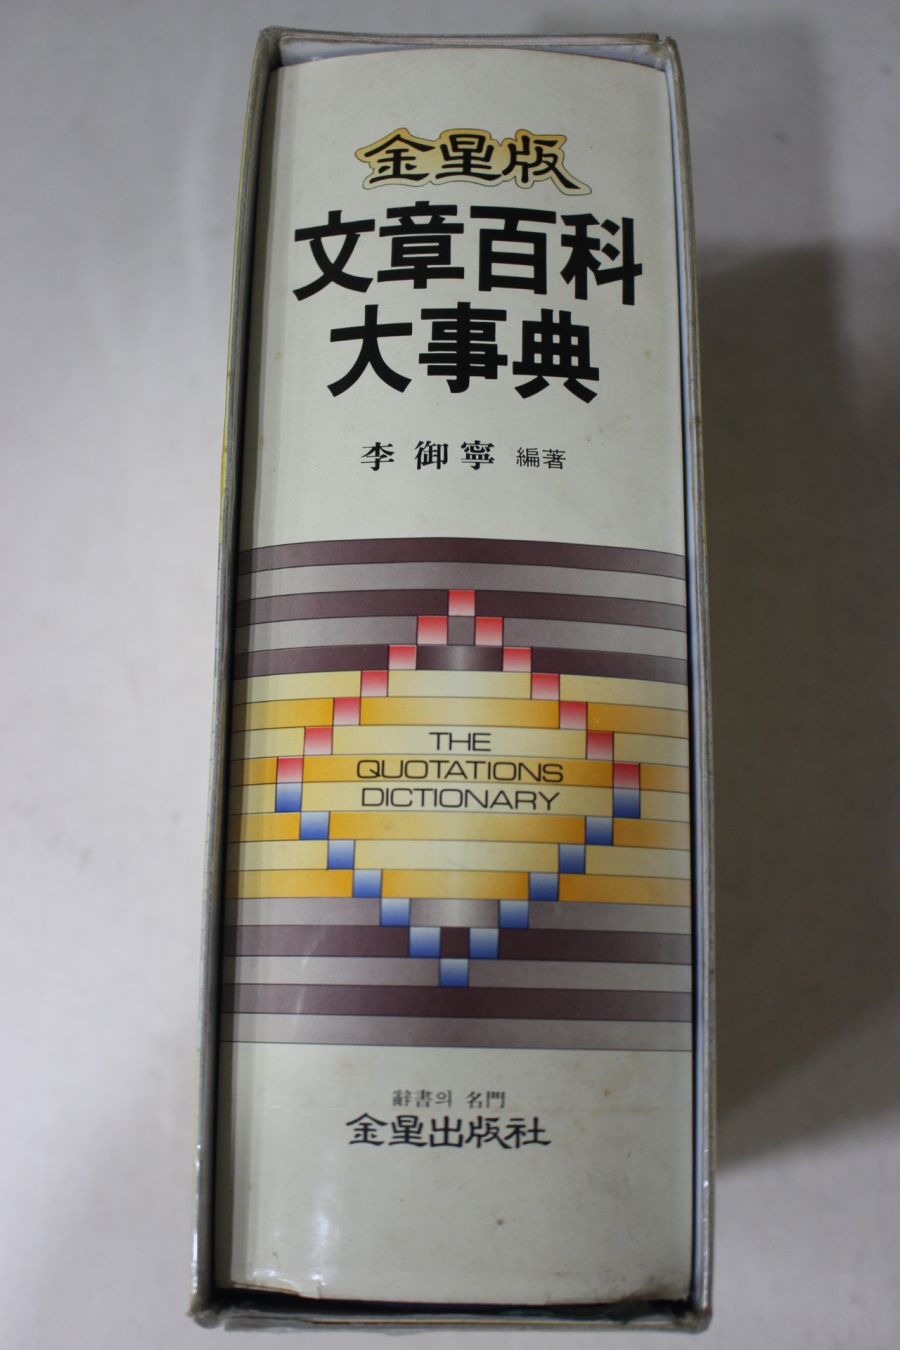 金星版
文章百科
大事典
李御寧 編著
THE
QUOTATIONS
DICTIONARY
辭書의 名門
金星出版社